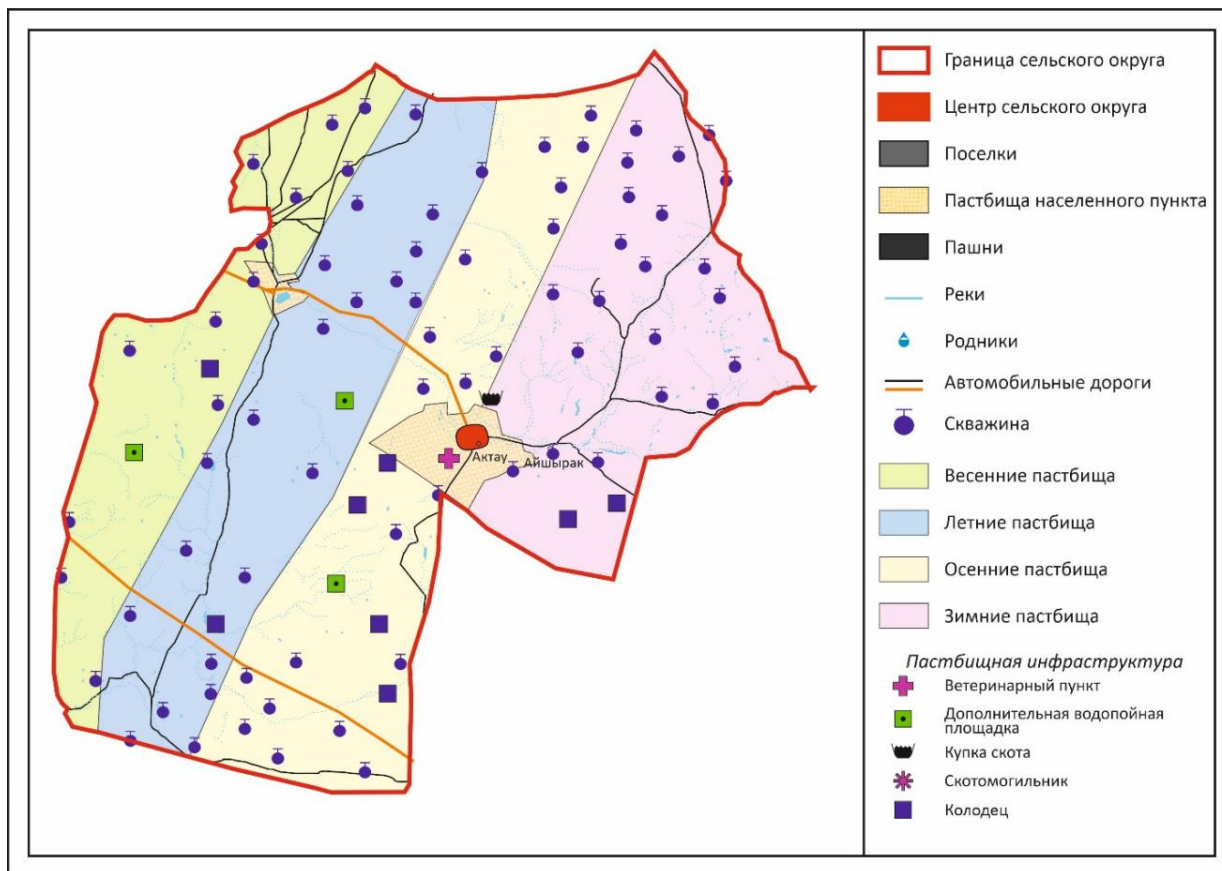 Актау
Айшырак
Граница сельского округа
Центр сельского округа
Поселки
Пастбища населенного пункта
Пашни
Реки
Родники
Автомобильные дороги
Скважина
Весенние пастбища
Летние пастбища
Осенние пастбища
Зимние пастбища
Пастбищная инфраструктура
Ветеринарный пункт
Дополнительная водопойная
площадка
Купка скота
Скотомогильник
Колодец